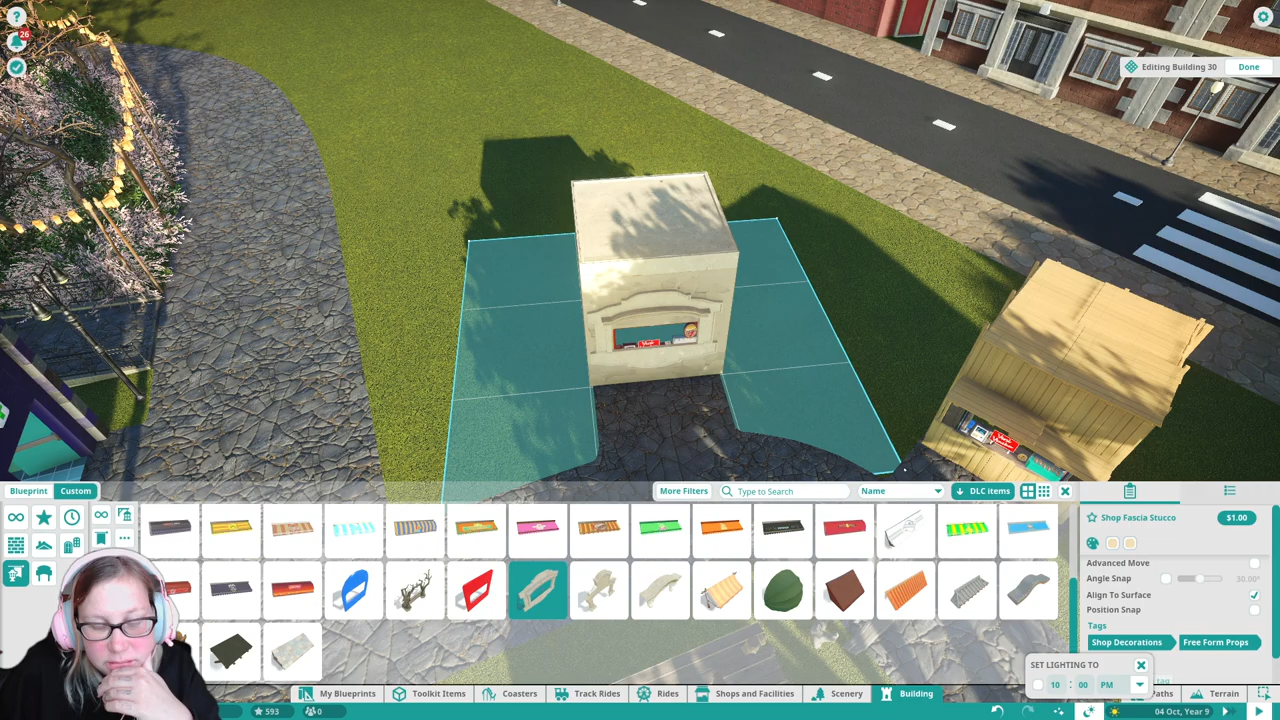 26
Editing Building 30
Done
Blueprint
Custom
More Filters
Type to Search
Name
DLC items
Shop Fascia Stucco
$1.00
Advanced Move
Angle Snap
30.00°
Align To Surface
Position Snap
Tags
Shop Decorations
Free Form Props
SET LIGHTING TO
10 : 00 PM
My Blueprints
Toolkit Items
Coasters
Track Rides
Rides
Shops and Facilities
Scenery
Building
Paths
Terrain
593
0
04 Oct, Year 9